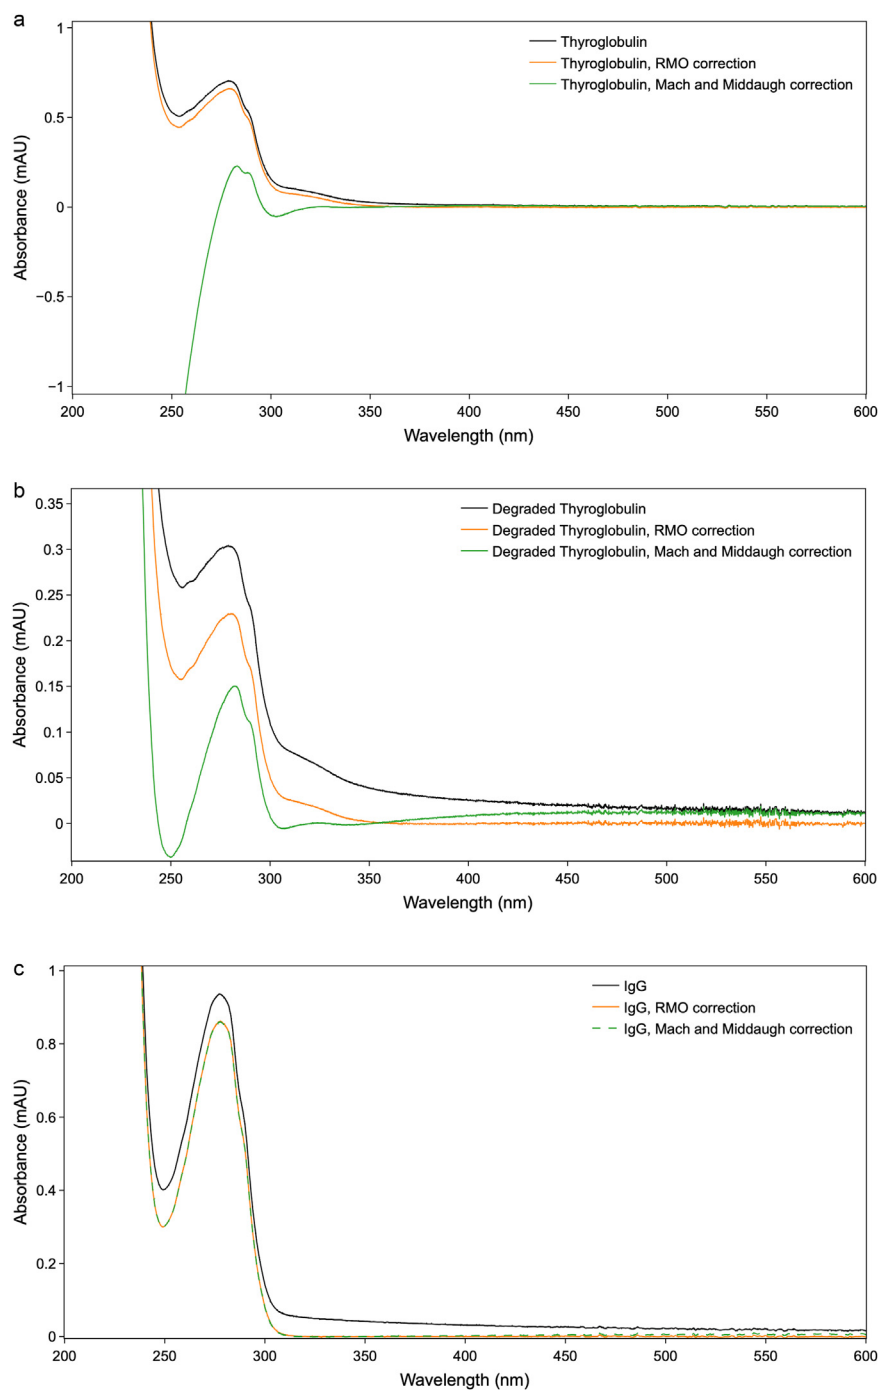 a
Thyroglobulin
Thyroglobulin, RMO correction
Thyroglobulin, Mach and Middaugh correction
Absorbance (mAU)
1
0.5
0
−0.5
−1
200 250 300 350 400 450 500 550 600
Wavelength (nm)
b
Degraded Thyroglobulin
Degraded Thyroglobulin, RMO correction
Degraded Thyroglobulin, Mach and Middaugh correction
Absorbance (mAU)
0.35
0.3
0.25
0.2
0.15
0.1
0.05
0
200 250 300 350 400 450 500 550 600
Wavelength (nm)
c
IgG
IgG, RMO correction
IgG, Mach and Middaugh correction
Absorbance (mAU)
1
0.8
0.6
0.4
0.2
0
200 250 300 350 400 450 500 550 600
Wavelength (nm)